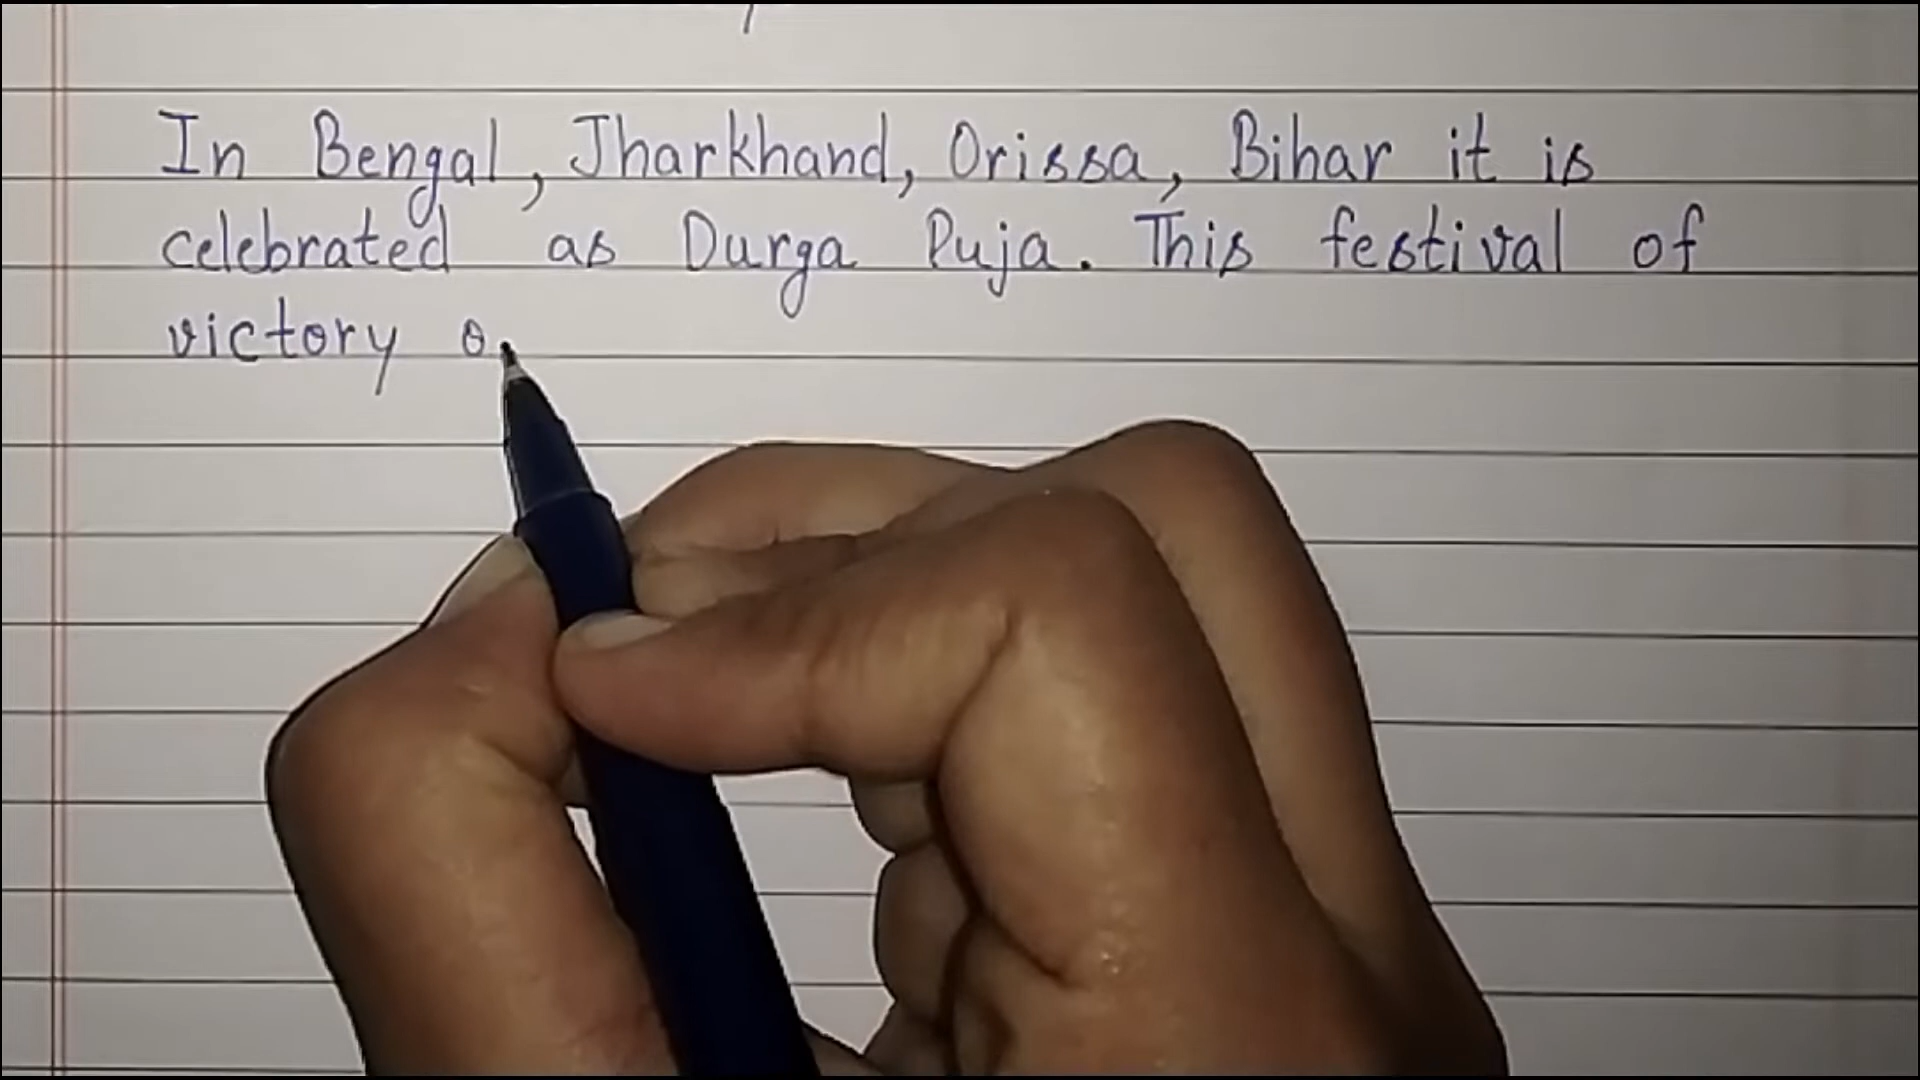 In Bengal, Jharkhand, Orissa, Bihar it is
celebrated as Durga Puja. This festival of
victory o